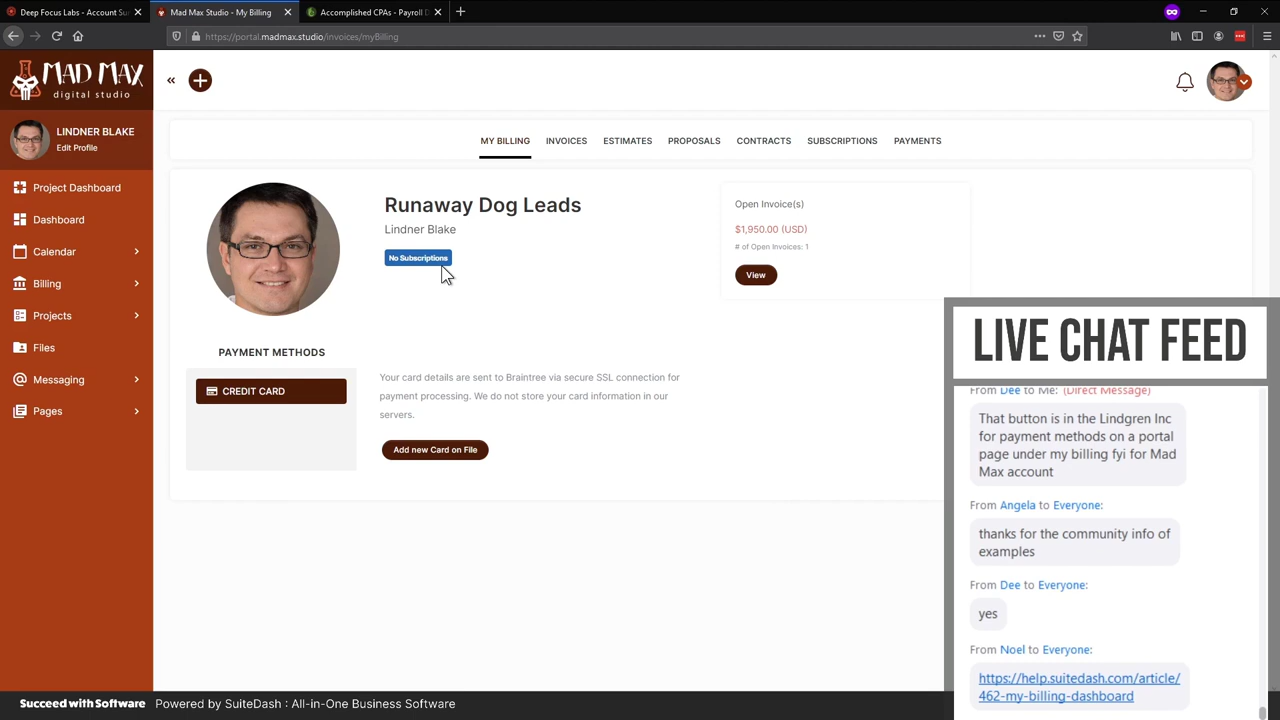 Deep Focus Labs - Account Sur
Mad Max Studio - My Billing
Accomplished CPAs - Payroll D
https://portal.madmax.studio/invoices/myBilling
MAD MAX
digital studio
LINDNER BLAKE
Edit Profile
Project Dashboard
Dashboard
Calendar
Billing
Projects
Files
Messaging
Pages
MY BILLING
INVOICES
ESTIMATES
PROPOSALS
CONTRACTS
SUBSCRIPTIONS
PAYMENTS
Runaway Dog Leads
Lindner Blake
No Subscriptions
Open Invoice(s)
$1,950.00 (USD)
# of Open Invoices: 1
View
PAYMENT METHODS
CREDIT CARD
Your card details are sent to Braintree via secure SSL connection for
payment processing. We do not store your card information in our
servers.
Add new Card on File
LIVE CHAT FEED
From Dee to Me: (Direct Message)
That button is in the Lindgren Inc
for payment methods on a portal
page under my billing fyi for Mad
Max account
From Angela to Everyone:
thanks for the community info of
examples
From Dee to Everyone:
yes
From Noel to Everyone:
https://help.suitedash.com/article/
462-my-billing-dashboard
Succeed with Software Powered by SuiteDash : All-in-One Business Software